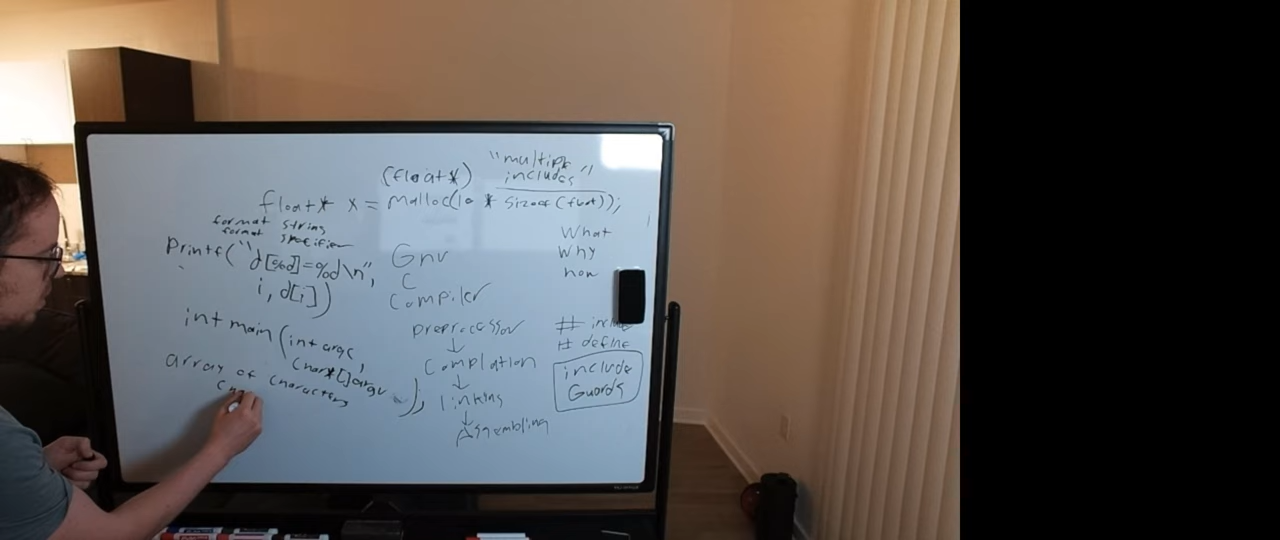 "multiple
includes"
(float*)
float* x = malloc(10 * sizeof(float));
format string
format specifier
printf("d[%d]=%d\n",
i, d[i])
Gnu
C
Compiler
What
Why
how
int main(int argc,
char*[]argv
);
array of characters
preprocessor
↓
Complation
↓
linking
↓
Assembling
# include
# define
include
Guards